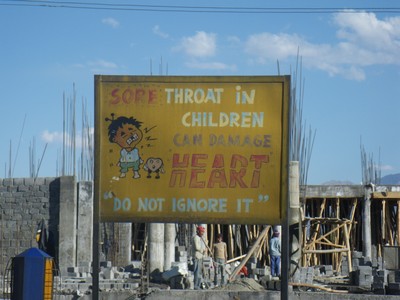 SORE THROAT iN
CHILDREN
CAN DAMAGE
HEART
"DO NOT IGNORE IT"